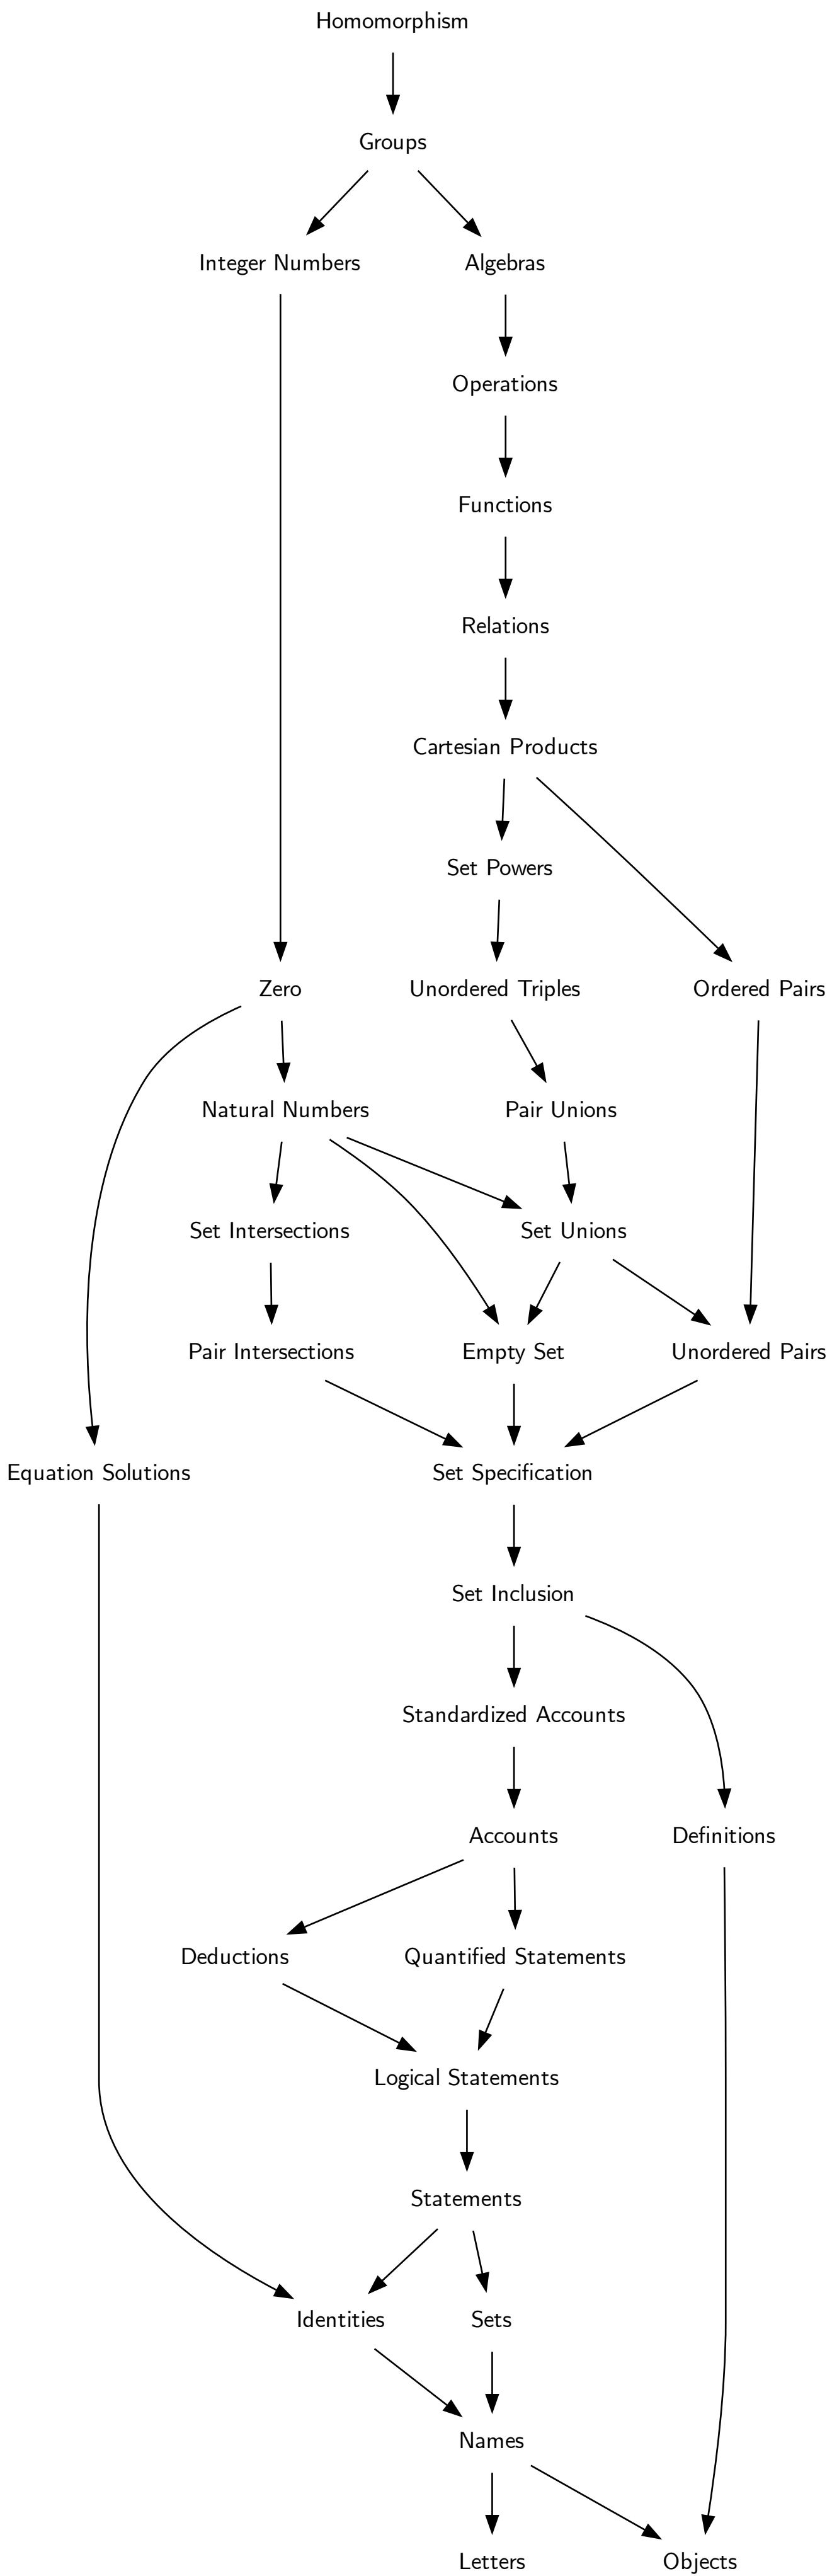 Homomorphism
Groups
Integer Numbers
Algebras
Operations
Functions
Relations
Cartesian Products
Set Powers
Zero
Unordered Triples
Ordered Pairs
Natural Numbers
Pair Unions
Set Intersections
Set Unions
Pair Intersections
Empty Set
Unordered Pairs
Equation Solutions
Set Specification
Set Inclusion
Standardized Accounts
Accounts
Definitions
Deductions
Quantified Statements
Logical Statements
Statements
Identities
Sets
Names
Letters
Objects